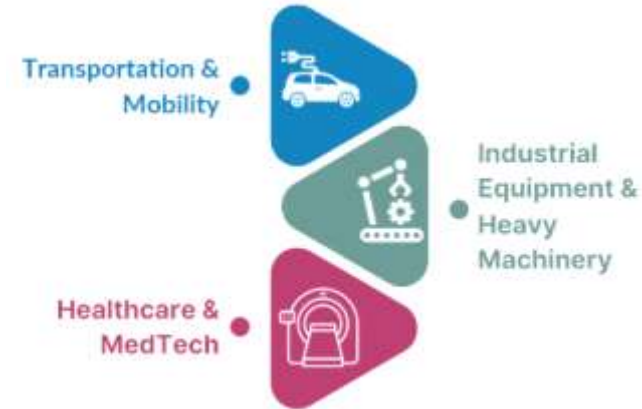 Transportation &
Mobility
Industrial
Equipment &
Heavy
Machinery
Healthcare &
MedTech